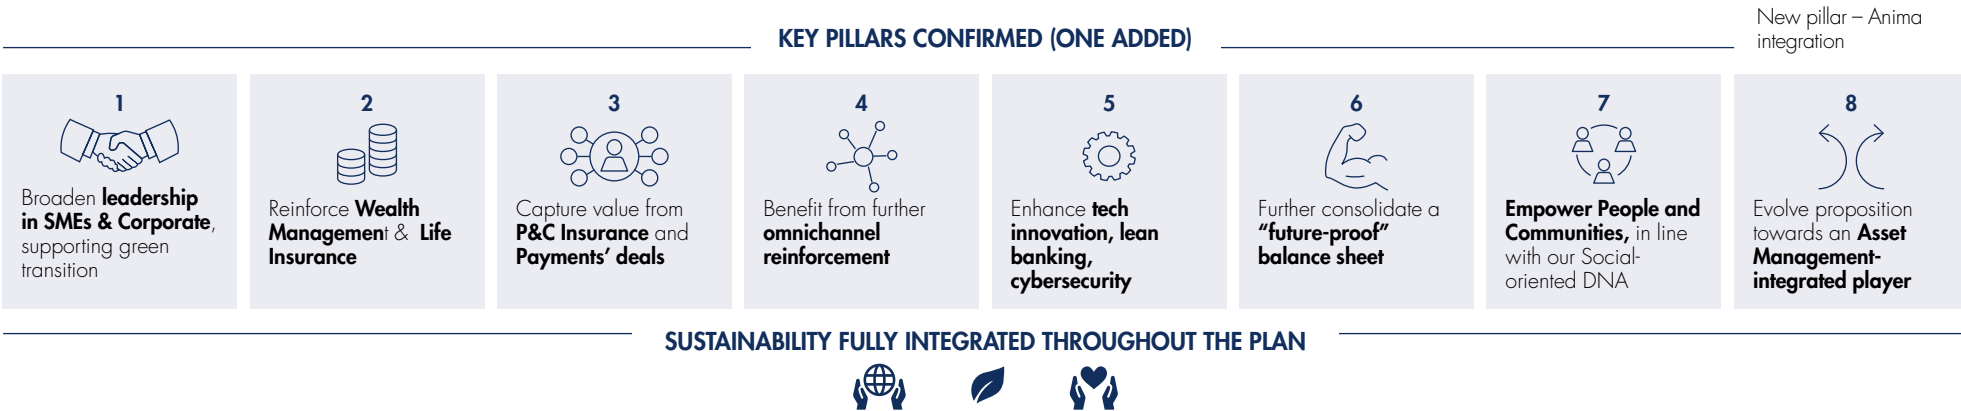 KEY PILLARS CONFIRMED (ONE ADDED)
New pillar – Anima
integration
1
Broaden leadership
in SMEs & Corporate,
supporting green
transition
2
Reinforce Wealth
Management & Life
Insurance
3
Capture value from
P&C Insurance and
Payments’ deals
4
Benefit from further
omnichannel
reinforcement
5
Enhance tech
innovation, lean
banking,
cybersecurity
6
Further consolidate a
“future-proof”
balance sheet
7
Empower People and
Communities, in line
with our Social-
oriented DNA
8
Evolve proposition
towards an Asset
Management-
integrated player
SUSTAINABILITY FULLY INTEGRATED THROUGHOUT THE PLAN